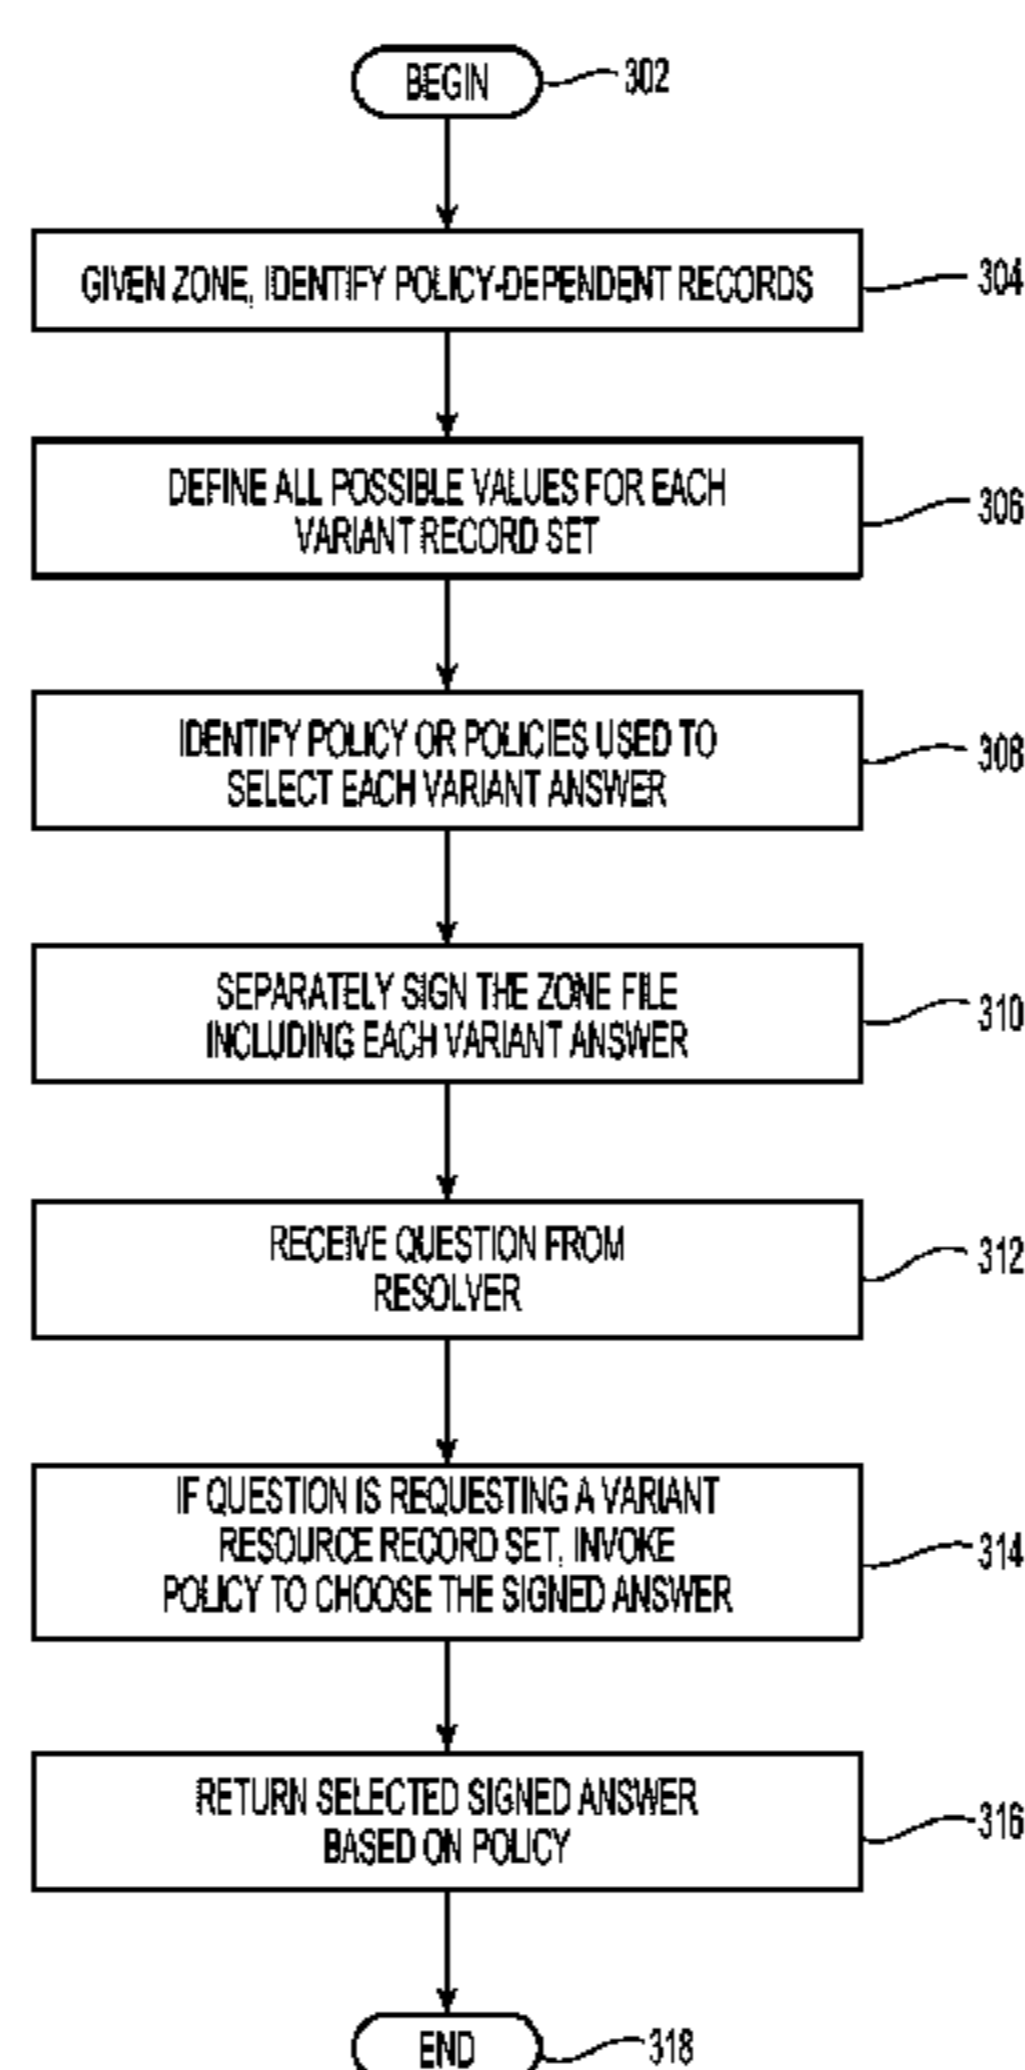 BEGIN
302
GIVEN ZONE, IDENTIFY POLICY-DEPENDENT RECORDS
304
DEFINE ALL POSSIBLE VALUES FOR EACH
VARIANT RECORD SET
306
IDENTIFY POLICY OR POLICIES USED TO
SELECT EACH VARIANT ANSWER
308
SEPARATELY SIGN THE ZONE FILE
INCLUDING EACH VARIANT ANSWER
310
RECEIVE QUESTION FROM
RESOLVER
312
IF QUESTION IS REQUESTING A VARIANT
RESOURCE RECORD SET, INVOKE
POLICY TO CHOOSE THE SIGNED ANSWER
314
RETURN SELECTED SIGNED ANSWER
BASED ON POLICY
316
END
318